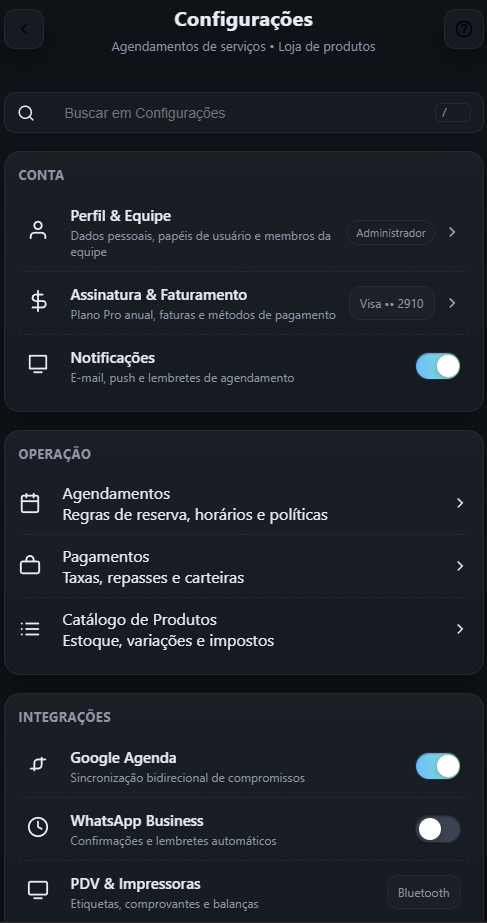 Configurações
Agendamentos de serviços • Loja de produtos
Buscar em Configurações
/
CONTA
Perfil & Equipe
Dados pessoais, papéis de usuário e membros da
equipe
Administrador
Assinatura & Faturamento
Plano Pro anual, faturas e métodos de pagamento
Visa •• 2910
Notificações
E-mail, push e lembretes de agendamento
OPERAÇÃO
Agendamentos
Regras de reserva, horários e políticas
Pagamentos
Taxas, repasses e carteiras
Catálogo de Produtos
Estoque, variações e impostos
INTEGRAÇÕES
Google Agenda
Sincronização bidirecional de compromissos
WhatsApp Business
Confirmações e lembretes automáticos
PDV & Impressoras
Etiquetas, comprovantes e balanças
Bluetooth